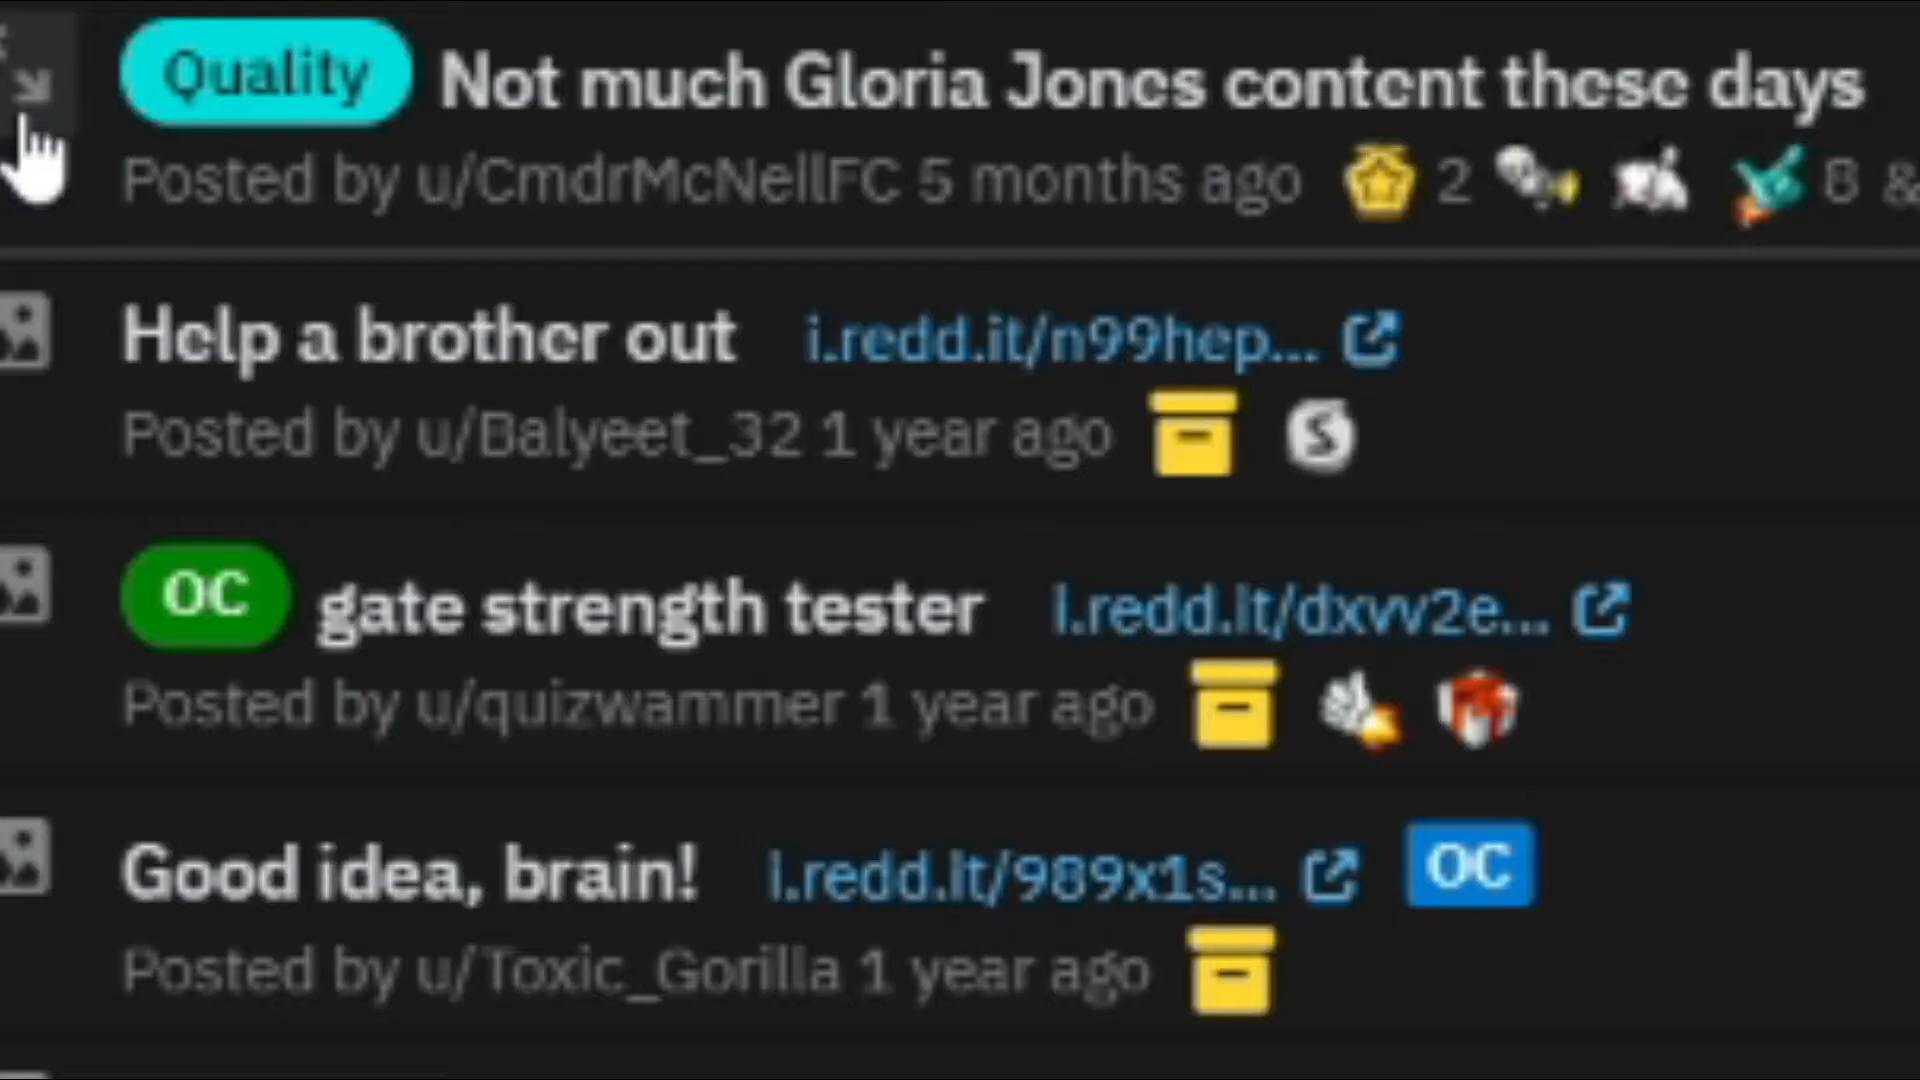 Quality Not much Gloria Jones content these days
Posted by u/CmdrMcNellFC 5 months ago 2 8 &
Help a brother out i.redd.it/n99hep...
Posted by u/Balyeet_32 1 year ago
OC gate strength tester i.redd.it/dxvv2e...
Posted by u/quizwammer 1 year ago
Good idea, brain! i.redd.it/989x1s... OC
Posted by u/Toxic_Gorilla 1 year ago